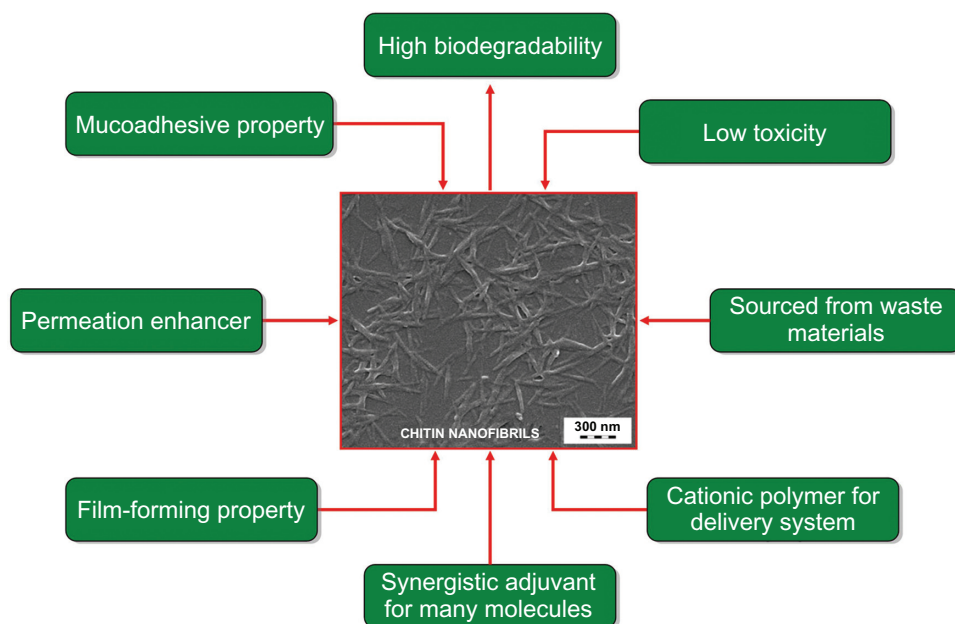 High biodegradability
Mucoadhesive property
Low toxicity
Permeation enhancer
Sourced from waste
materials
300 nm
CHITIN NANOFIBRILS
Film-forming property
Cationic polymer for
delivery system
Synergistic adjuvant
for many molecules